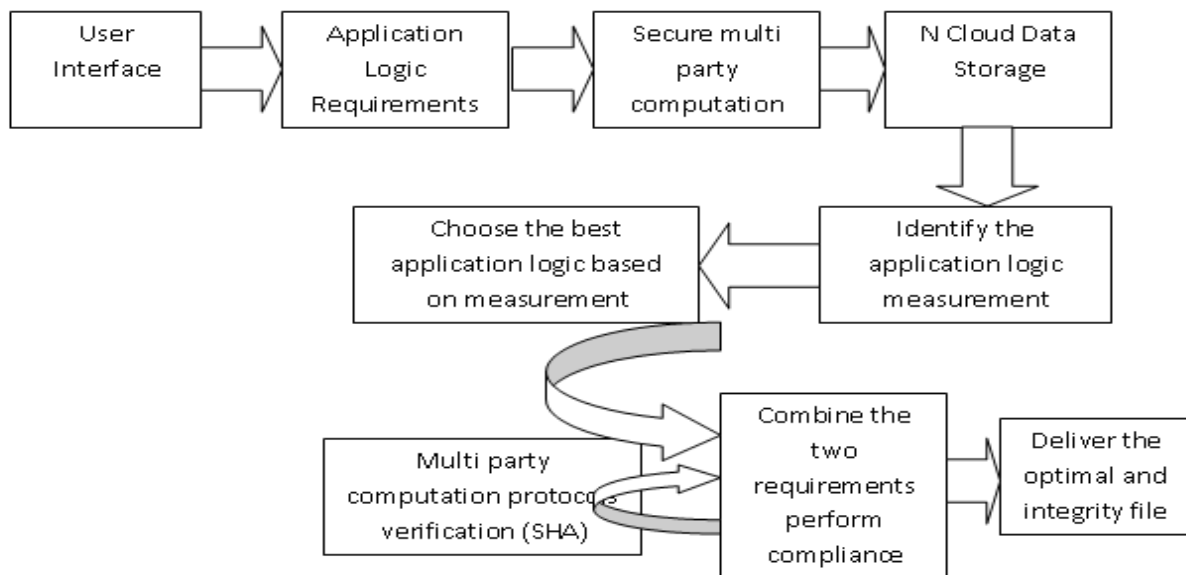 User
Interface
Application
Logic
Requirements
Secure multi
party
computation
N Cloud Data
Storage
Choose the best
application logic based
on measurement
Identify the
application logic
measurement
Multi party
computation protocols
verification (SHA)
Combine the
two
requirements
perform
compliance
Deliver the
optimal and
integrity file